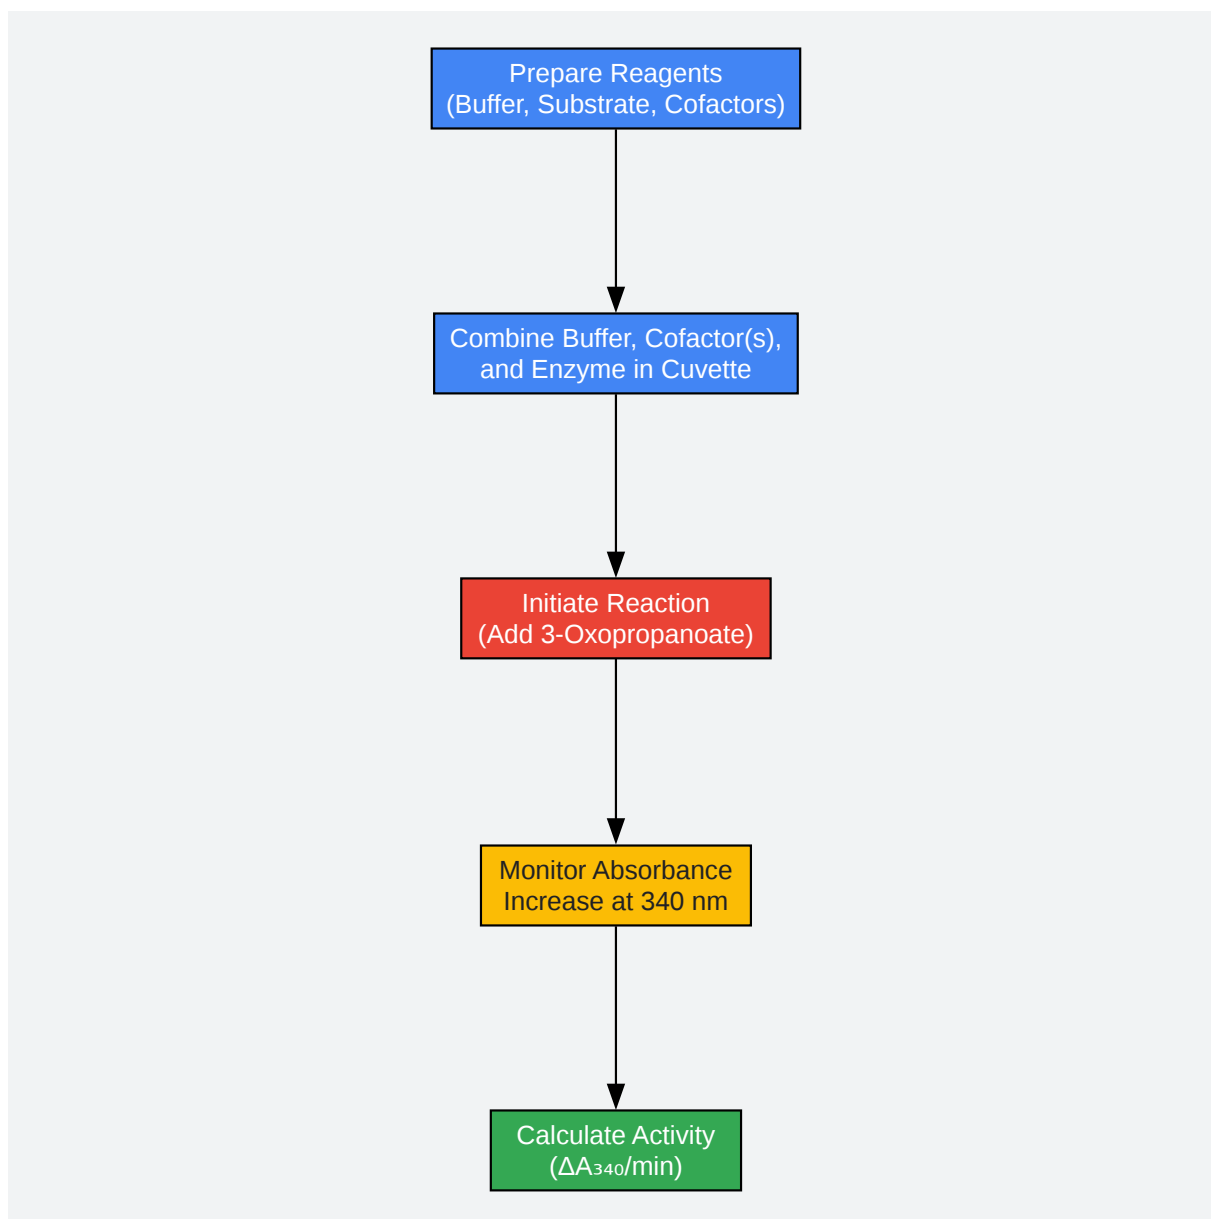 Prepare Reagents
(Buffer, Substrate, Cofactors)
Combine Buffer, Cofactor(s),
and Enzyme in Cuvette
Initiate Reaction
(Add 3-Oxopropanoate)
Monitor Absorbance
Increase at 340 nm
Calculate Activity
(ΔA₃₄₀/min)